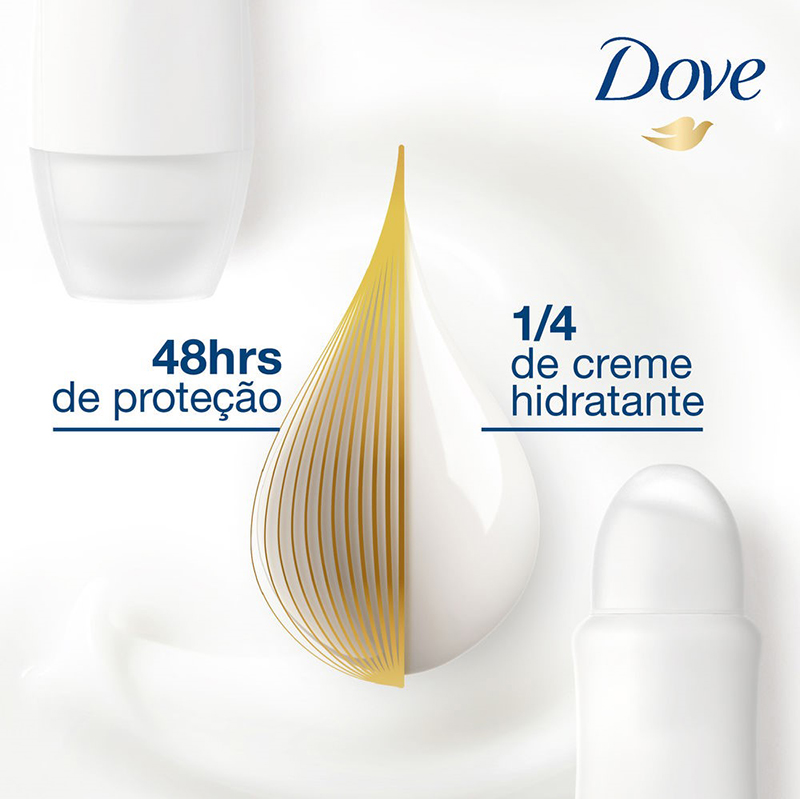 Dove
48hrs
de proteção
1/4
de creme
hidratante